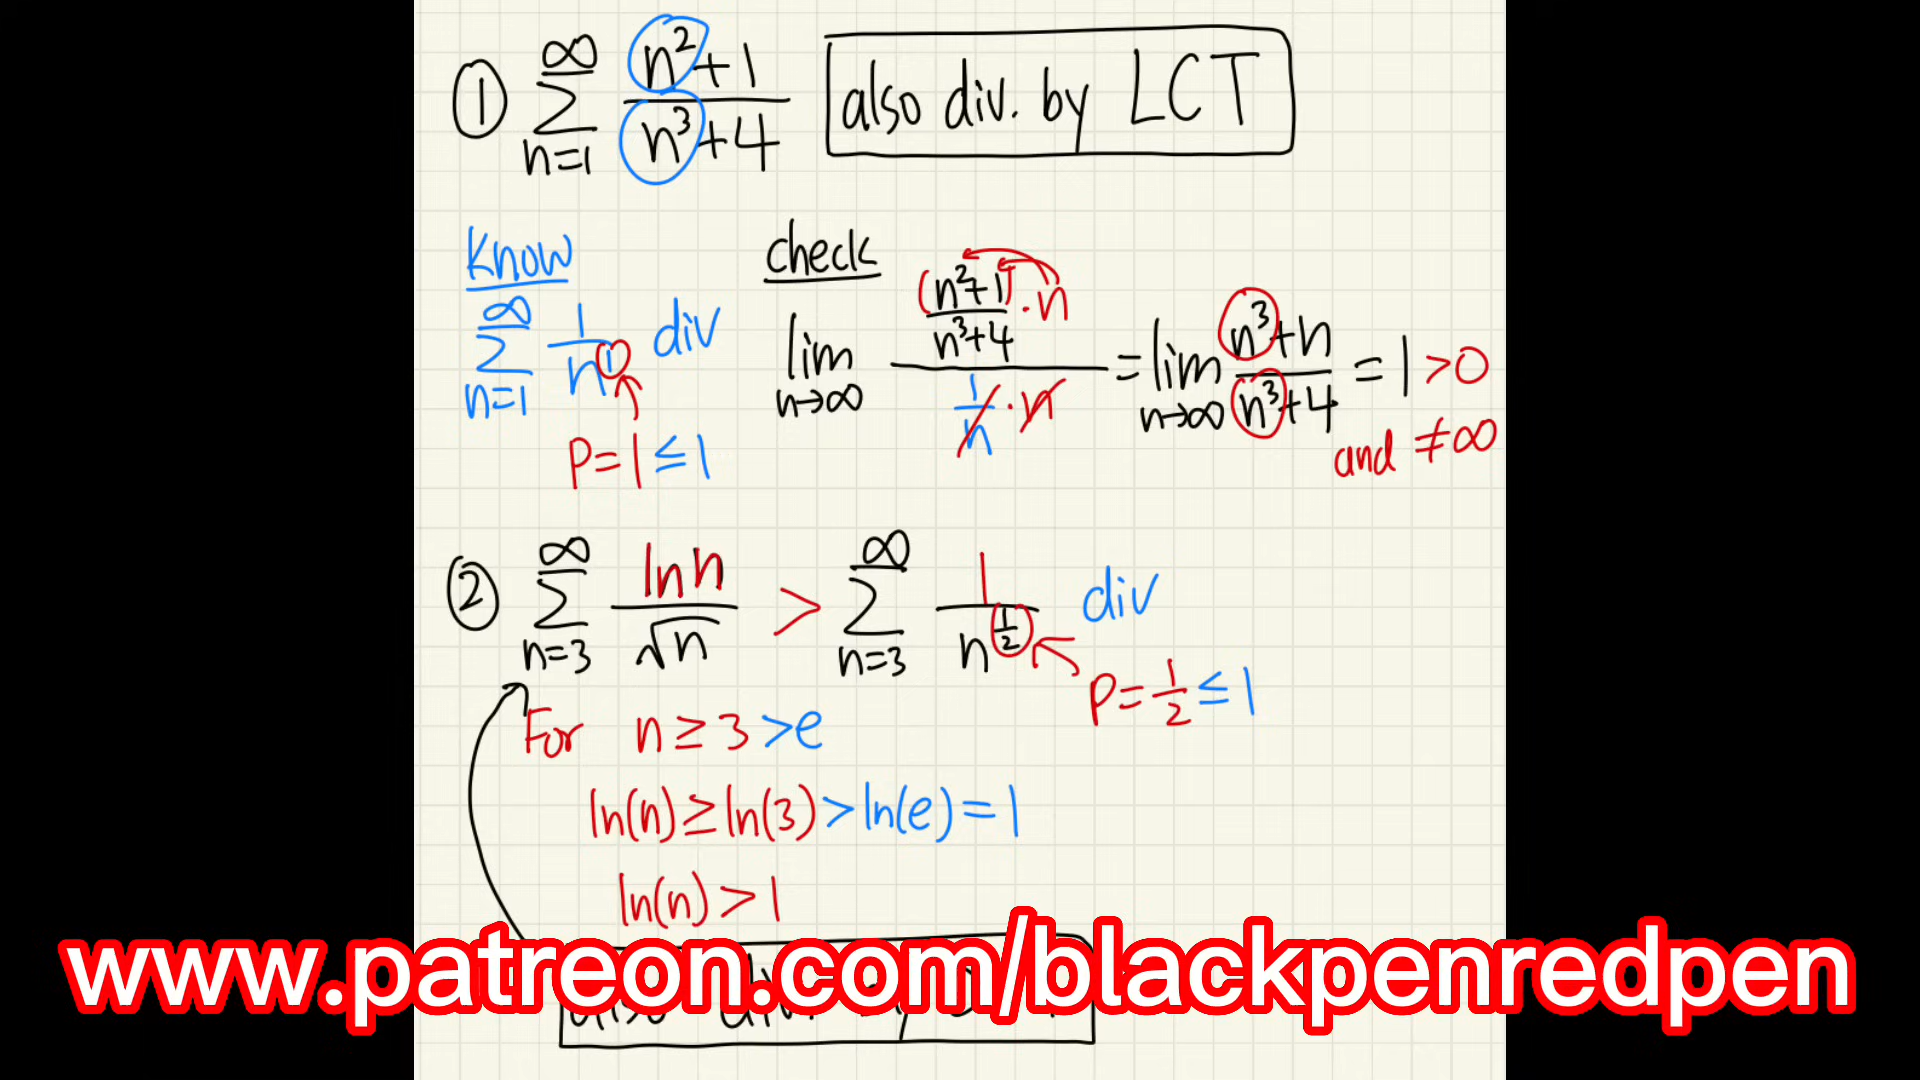 ① ∞ Σ n=1 n²+1 / n³+4 also div. by LCT
Know
∞ Σ n=1 1 / n¹ div
P=1≤1
check
lim n→∞ (n²+1)·n / n³+4 / 1/n · n = lim n→∞ n³+n / n³+4 = 1 >0
and ≠∞
② ∞ Σ n=3 ln n / √n > ∞ Σ n=3 1 / n^1/2 div
P=1/2≤1
For n≥3>e
ln(n)≥ln(3)>ln(e)=1
ln(n)>1
www.patreon.com/blackpenredpen